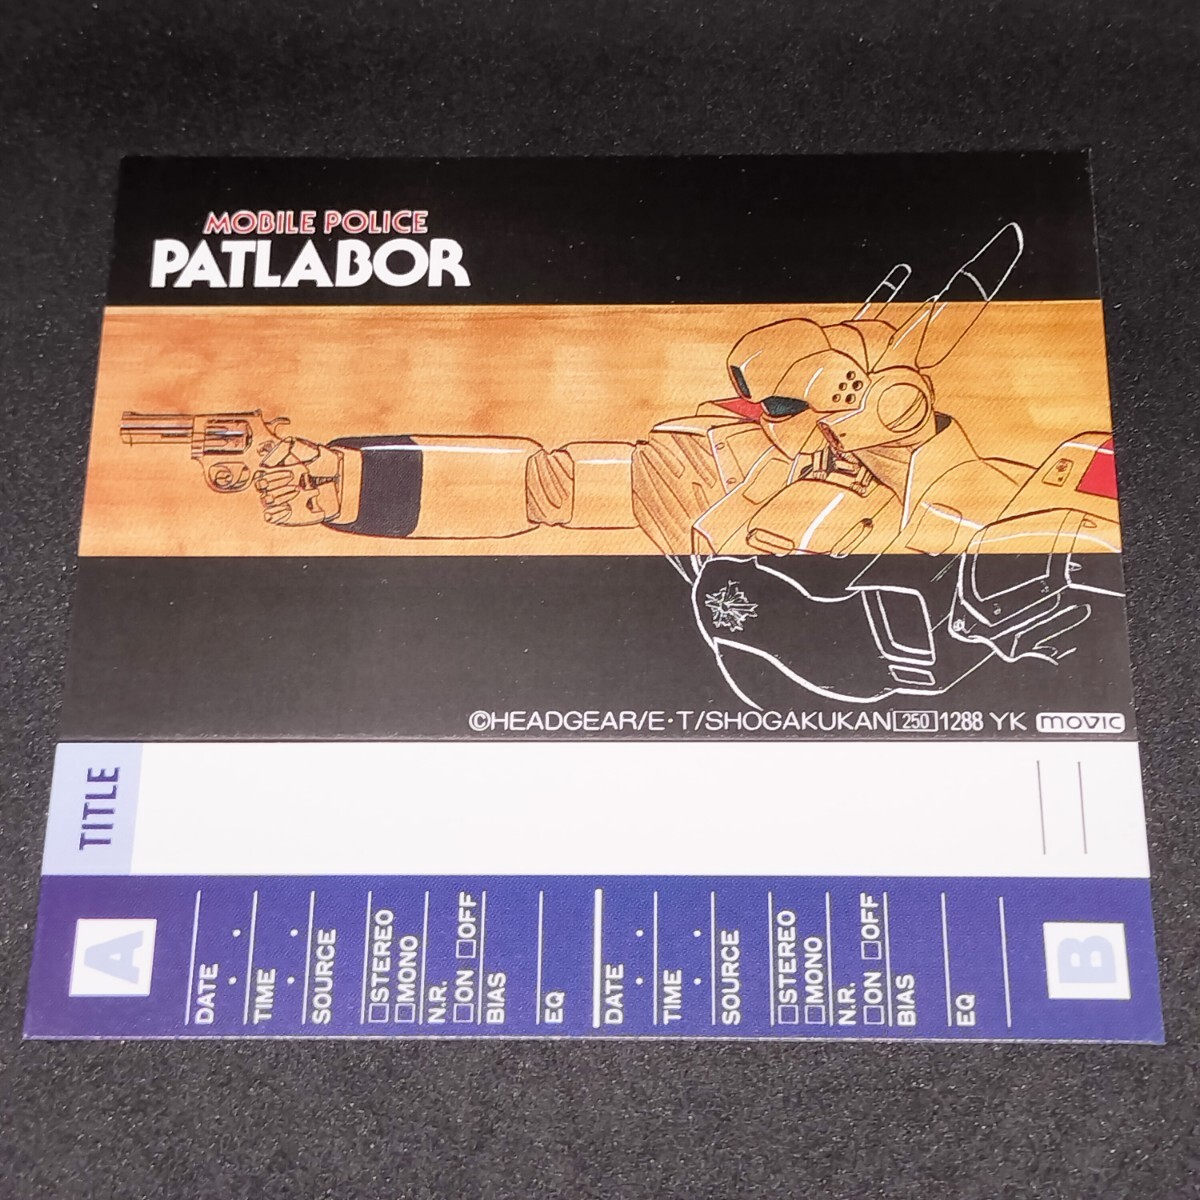 MOBILE POLICE
PATLABOR
©HEADGEAR/E・T/SHOGAKUKAN 250 1288 YK movic
TITLE
A
DATE . .
TIME . .
SOURCE
□STEREO
□MONO
N.R.
□ON □OFF
BIAS
EQ
DATE . .
TIME . .
SOURCE
□STEREO
□MONO
N.R.
□ON □OFF
BIAS
EQ
B